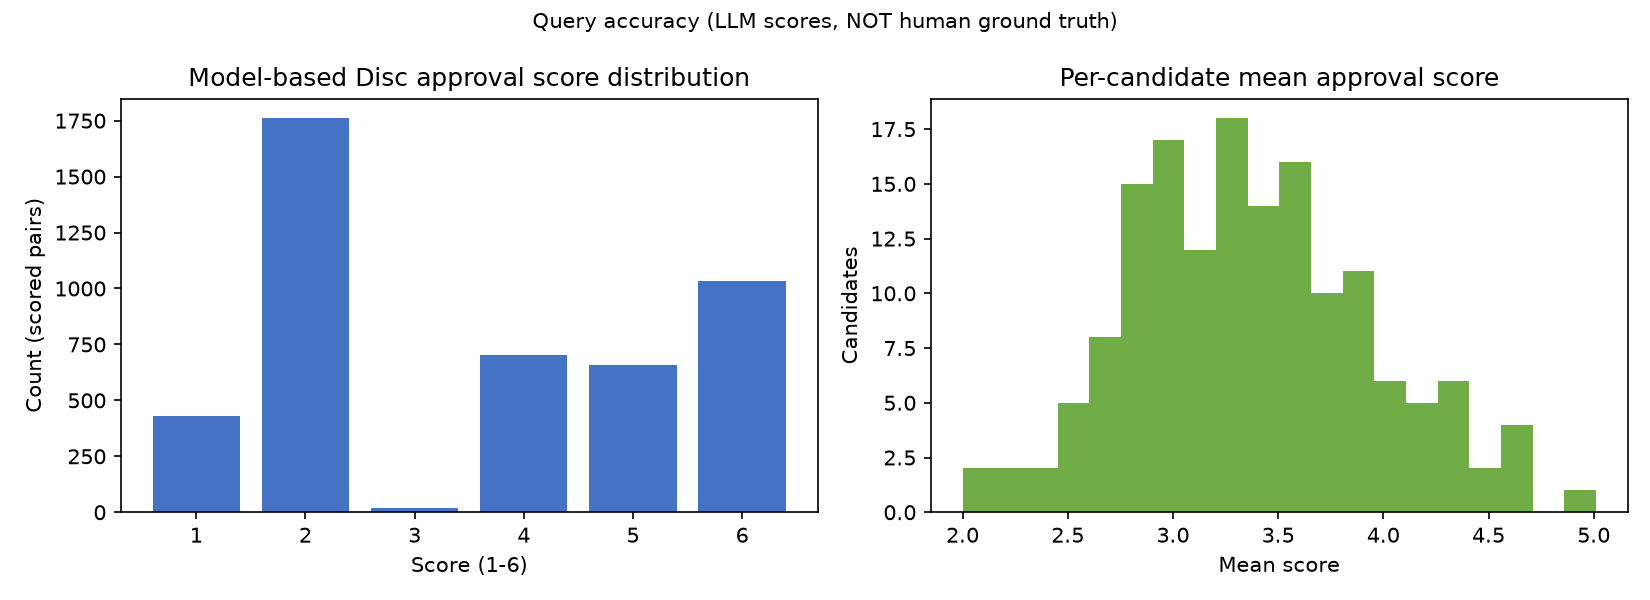 Query accuracy (LLM scores, NOT human ground truth)
Model-based Disc approval score distribution
1750
1500
1250
1000
750
500
250
0
Count (scored pairs)
1 2 3 4 5 6
Score (1-6)
Per-candidate mean approval score
17.5
15.0
12.5
10.0
7.5
5.0
2.5
0.0
Candidates
2.0 2.5 3.0 3.5 4.0 4.5 5.0
Mean score